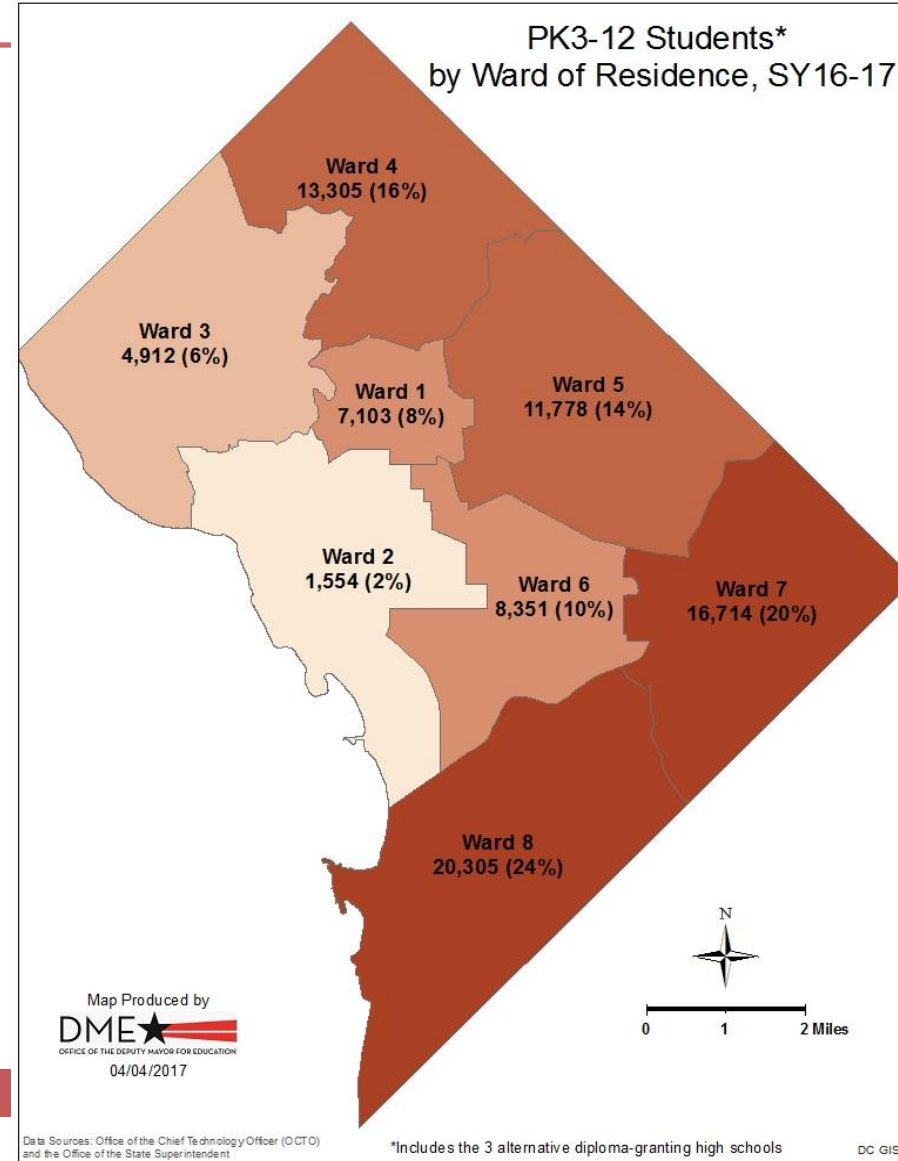 PK3-12 Students*
by Ward of Residence, SY16-17
Ward 4
13,305 (16%)
Ward 3
4,912 (6%)
Ward 1
7,103 (8%)
Ward 5
11,778 (14%)
Ward 2
1,554 (2%)
Ward 6
8,351 (10%)
Ward 7
16,714 (20%)
Ward 8
20,305 (24%)
N
0 1 2 Miles
Map Produced by
DME
OFFICE OF THE DEPUTY MAYOR FOR EDUCATION
04/04/2017
Data Sources: Office of the Chief Technology Officer (OCTO)
and the Office of the State Superintendent
*Includes the 3 alternative diploma-granting high schools
DC GIS